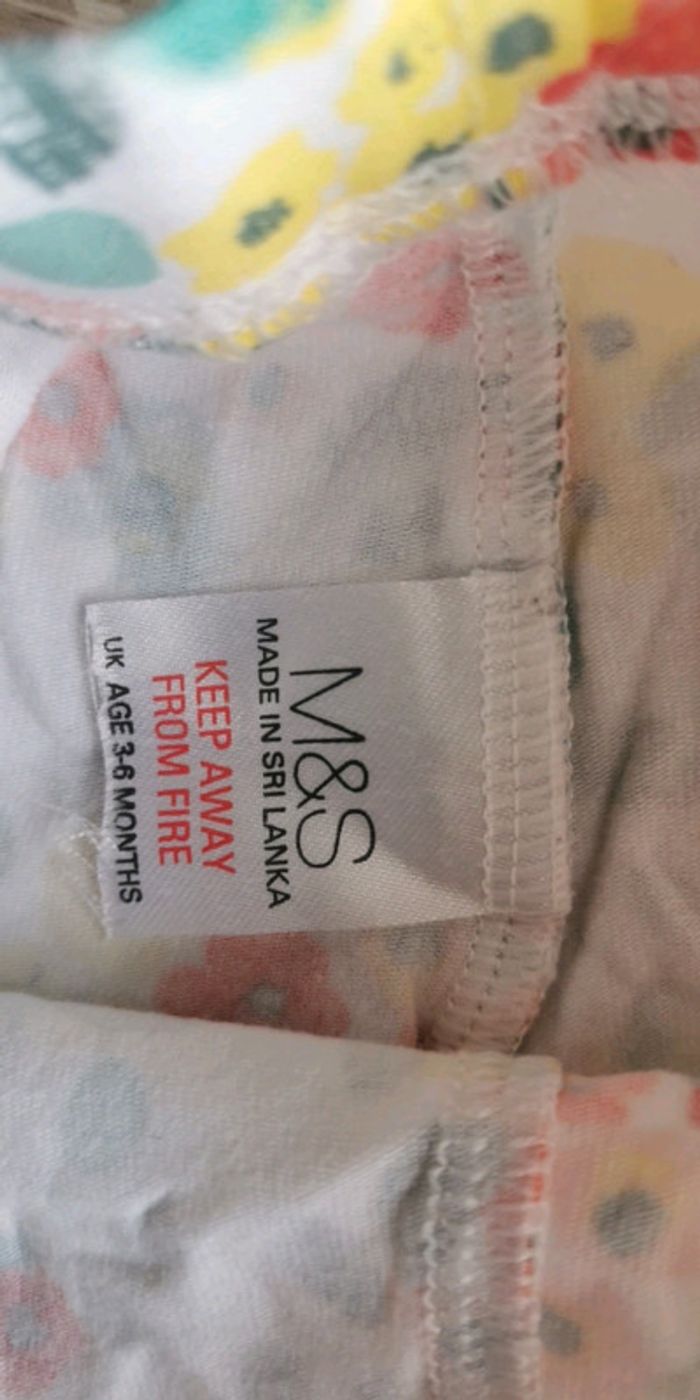 M&S
MADE IN SRI LANKA
KEEP AWAY
FROM FIRE
UK AGE 3-6 MONTHS